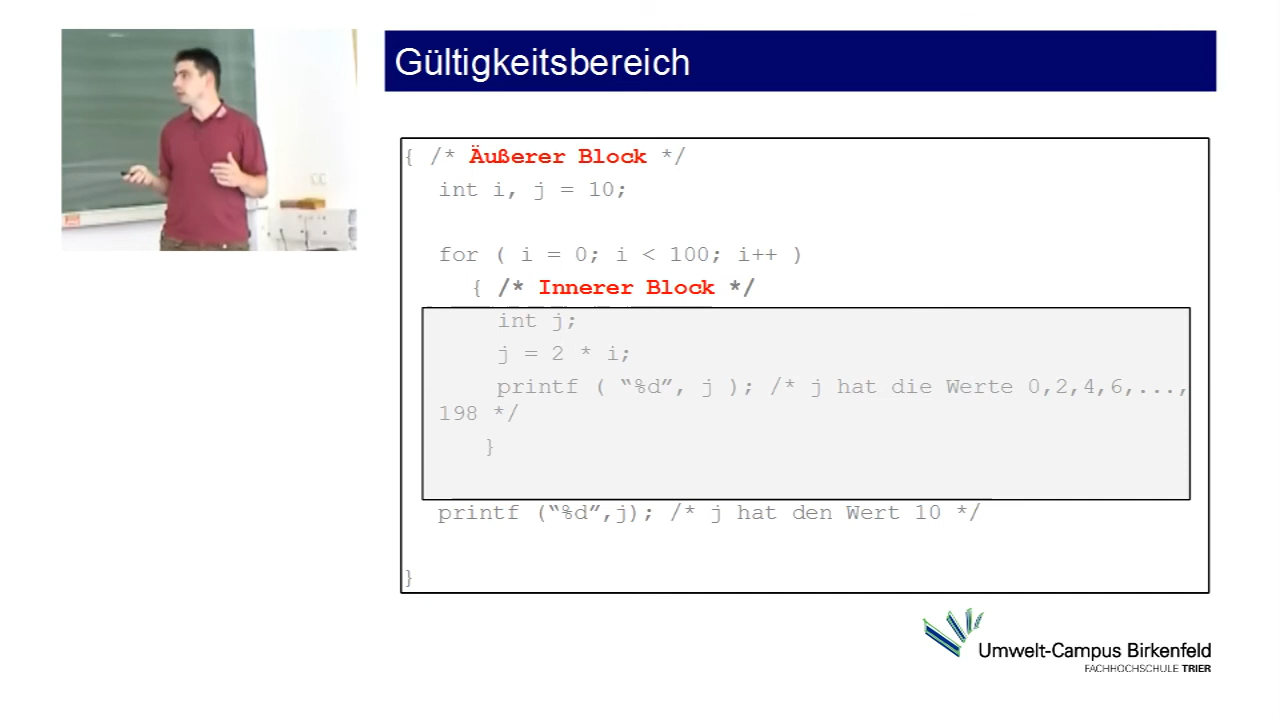 Gültigkeitsbereich
{ /* Äußerer Block */
int i, j = 10;
for ( i = 0; i < 100; i++ )
{ /* Innerer Block */
int j;
j = 2 * i;
printf ( “%d”, j ); /* j hat die Werte 0,2,4,6,...,
198 */
}
printf (“%d”,j); /* j hat den Wert 10 */
}
Umwelt-Campus Birkenfeld
FACHHOCHSCHULE TRIER